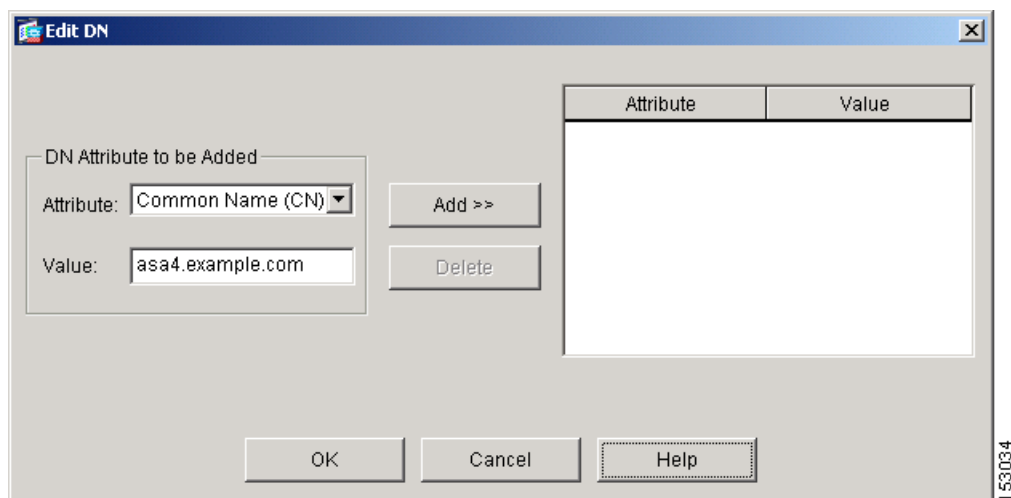 Edit DN
Attribute Value
DN Attribute to be Added
Attribute: Common Name (CN)
Add >>
Value: asa4.example.com
Delete
OK Cancel Help
153034